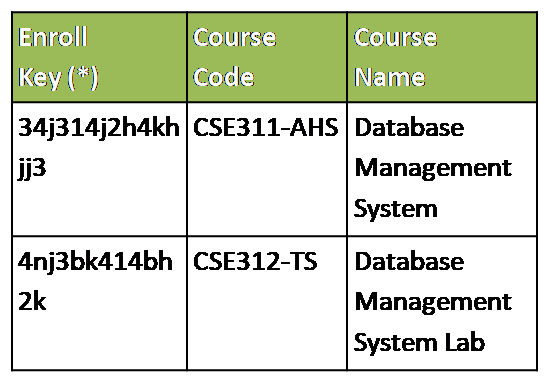 Enroll
Key (*)
Course
Code
Course
Name
34j314j2h4kh
jj3
CSE311-AHS
Database
Management
System
4nj3bk414bh
2k
CSE312-TS
Database
Management
System Lab